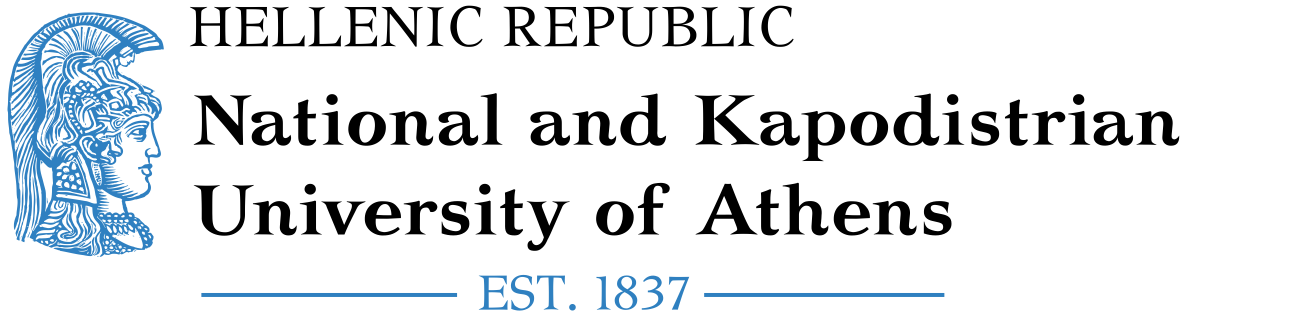 HELLENIC REPUBLIC
National and Kapodistrian
University of Athens
EST. 1837